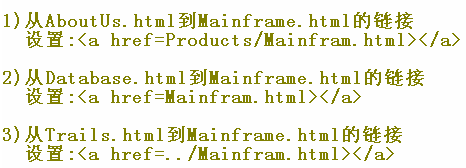 1)从AboutUs.html到Mainframe.html的链接
设置:<a href=Products/Mainfram.html></a>
2)从Database.html到Mainframe.html的链接
设置:<a href=Mainfram.html></a>
3)从Trails.html到Mainframe.html的链接
设置:<a href=../Mainfram.html></a>